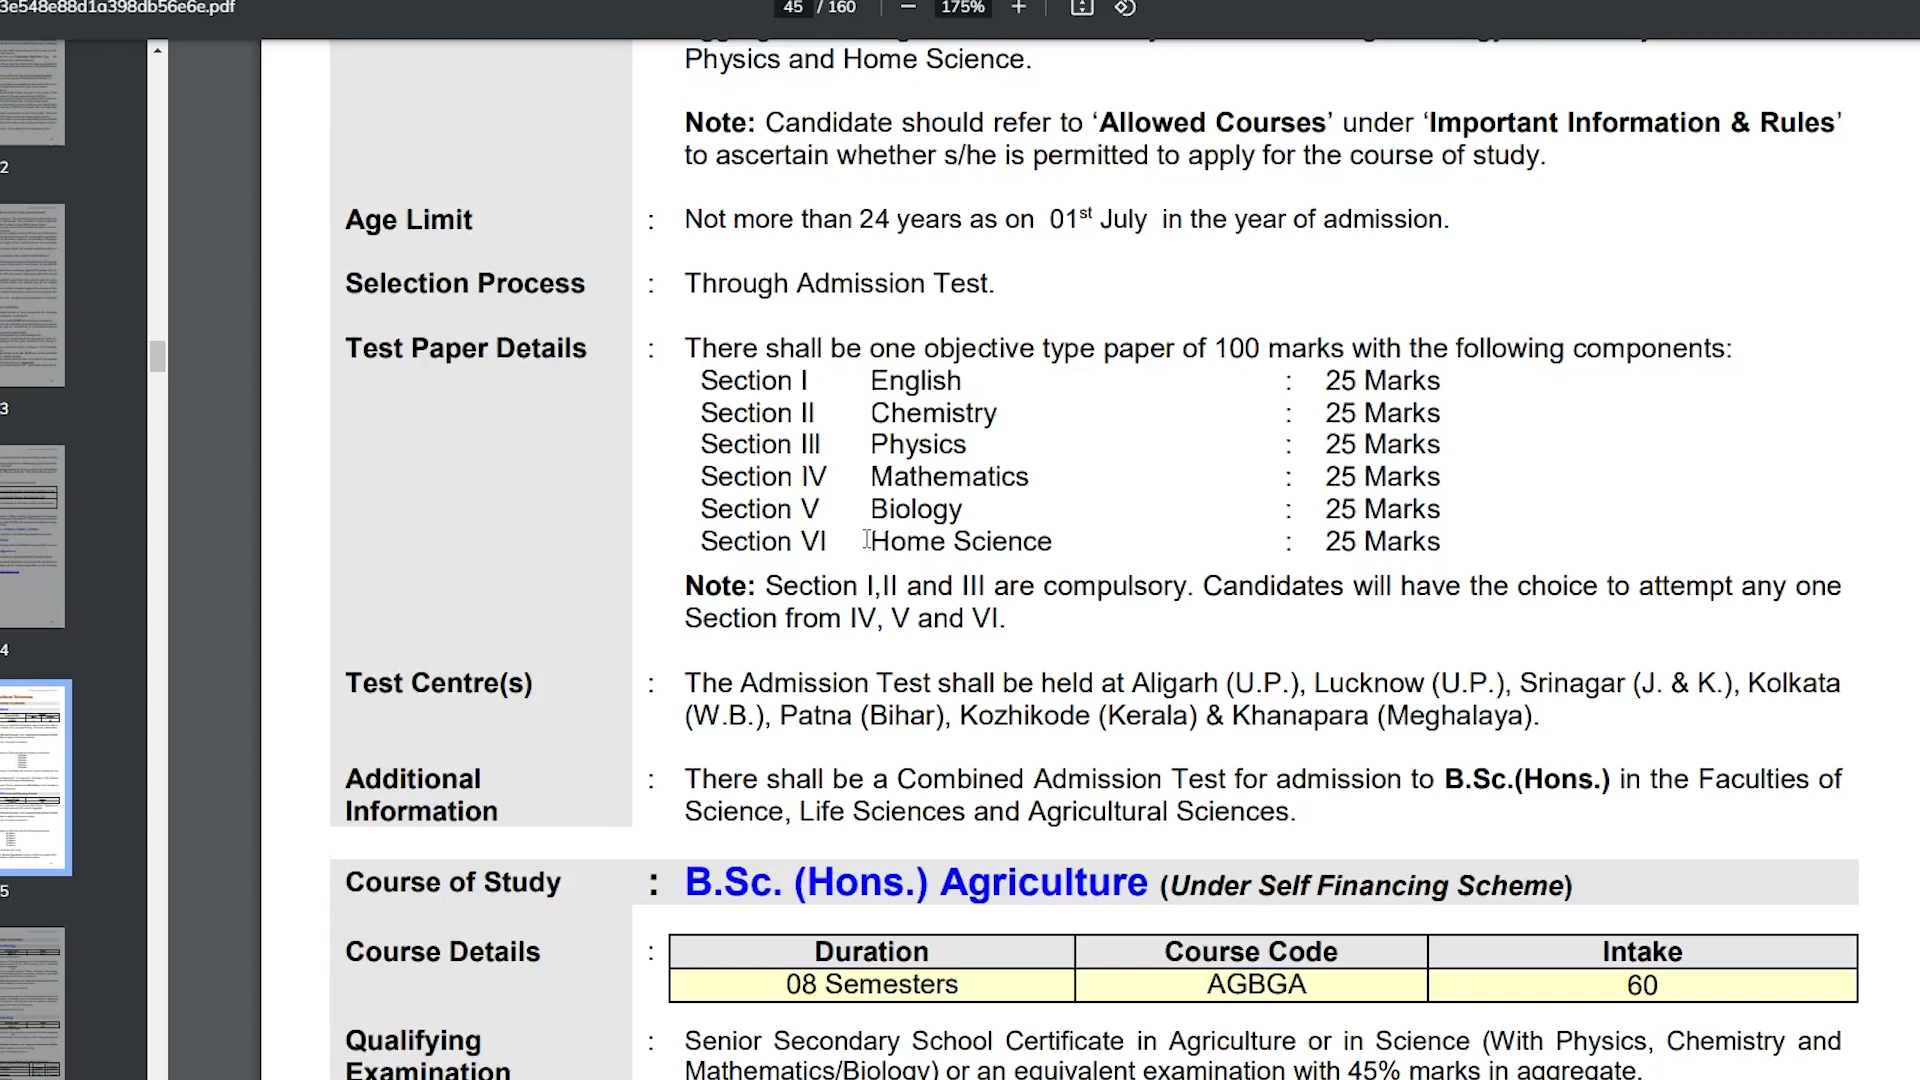 3e548e88d1a398db56e6e.pdf
45 / 160
175%
Physics and Home Science.
Note: Candidate should refer to ‘Allowed Courses’ under ‘Important Information & Rules’
to ascertain whether s/he is permitted to apply for the course of study.
Age Limit : Not more than 24 years as on 01st July in the year of admission.
Selection Process : Through Admission Test.
Test Paper Details : There shall be one objective type paper of 100 marks with the following components:
Section I English : 25 Marks
Section II Chemistry : 25 Marks
Section III Physics : 25 Marks
Section IV Mathematics : 25 Marks
Section V Biology : 25 Marks
Section VI Home Science : 25 Marks
Note: Section I,II and III are compulsory. Candidates will have the choice to attempt any one
Section from IV, V and VI.
Test Centre(s) : The Admission Test shall be held at Aligarh (U.P.), Lucknow (U.P.), Srinagar (J. & K.), Kolkata
(W.B.), Patna (Bihar), Kozhikode (Kerala) & Khanapara (Meghalaya).
Additional : There shall be a Combined Admission Test for admission to B.Sc.(Hons.) in the Faculties of
Information Science, Life Sciences and Agricultural Sciences.
Course of Study : B.Sc. (Hons.) Agriculture (Under Self Financing Scheme)
Course Details : Duration Course Code Intake
08 Semesters AGBGA 60
Qualifying : Senior Secondary School Certificate in Agriculture or in Science (With Physics, Chemistry and
Examination Mathematics/Biology) or an equivalent examination with 45% marks in aggregate.
2
3
4
5